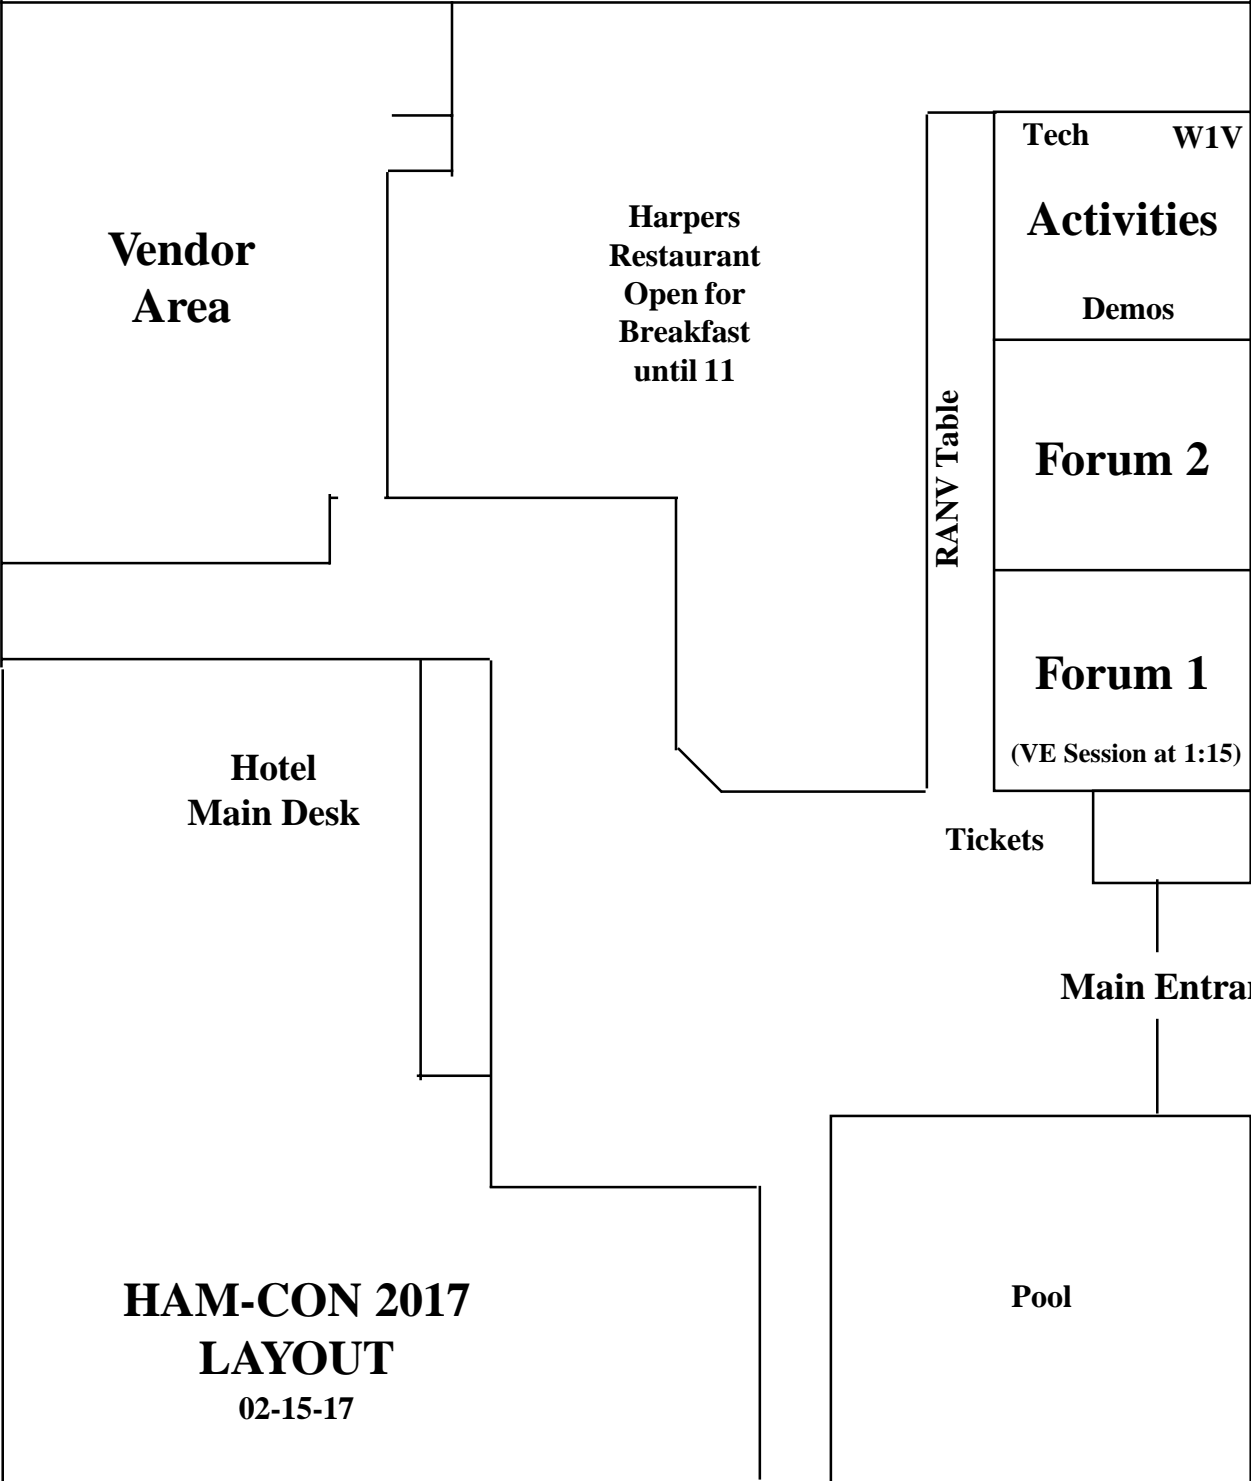 Tech W1V
Activities
Demos
Vendor
Area
Harpers
Restaurant
Open for
Breakfast
until 11
RANV Table
Forum 2
Forum 1
(VE Session at 1:15)
Hotel
Main Desk
Tickets
Main
HAM-CON 2017
LAYOUT
02-15-17
Pool